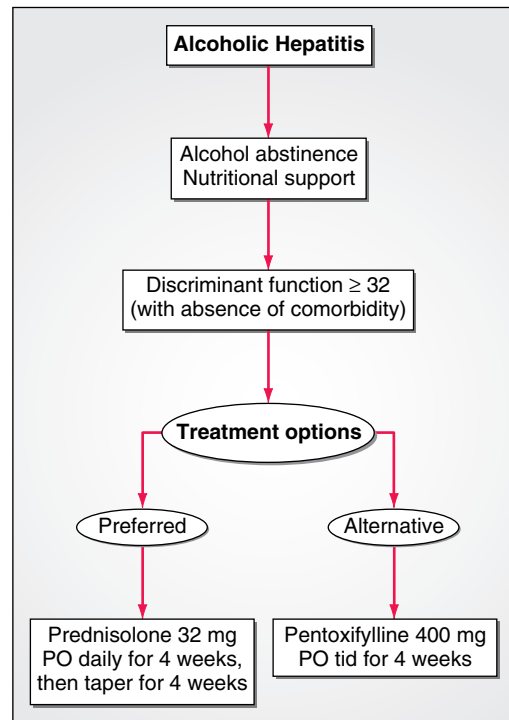 Alcoholic Hepatitis
Alcohol abstinence
Nutritional support
Discriminant function ≥ 32
(with absence of comorbidity)
Treatment options
Preferred
Alternative
Prednisolone 32 mg
PO daily for 4 weeks,
then taper for 4 weeks
Pentoxifylline 400 mg
PO tid for 4 weeks